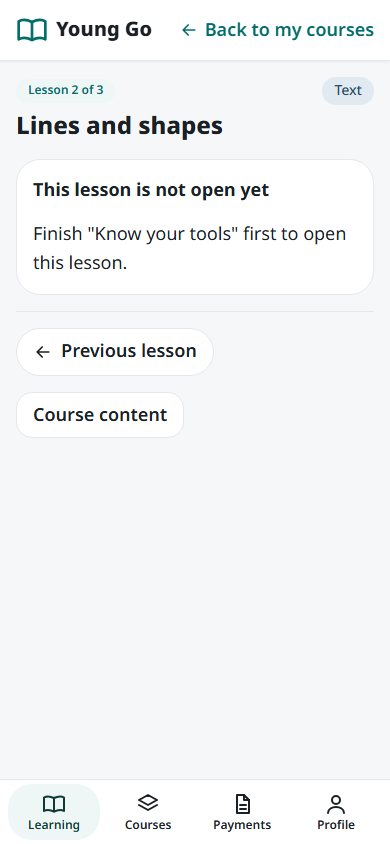 Young Go
Back to my courses
Lesson 2 of 3
Text
Lines and shapes
This lesson is not open yet
Finish "Know your tools" first to open
this lesson.
Previous lesson
Course content
Learning
Courses
Payments
Profile